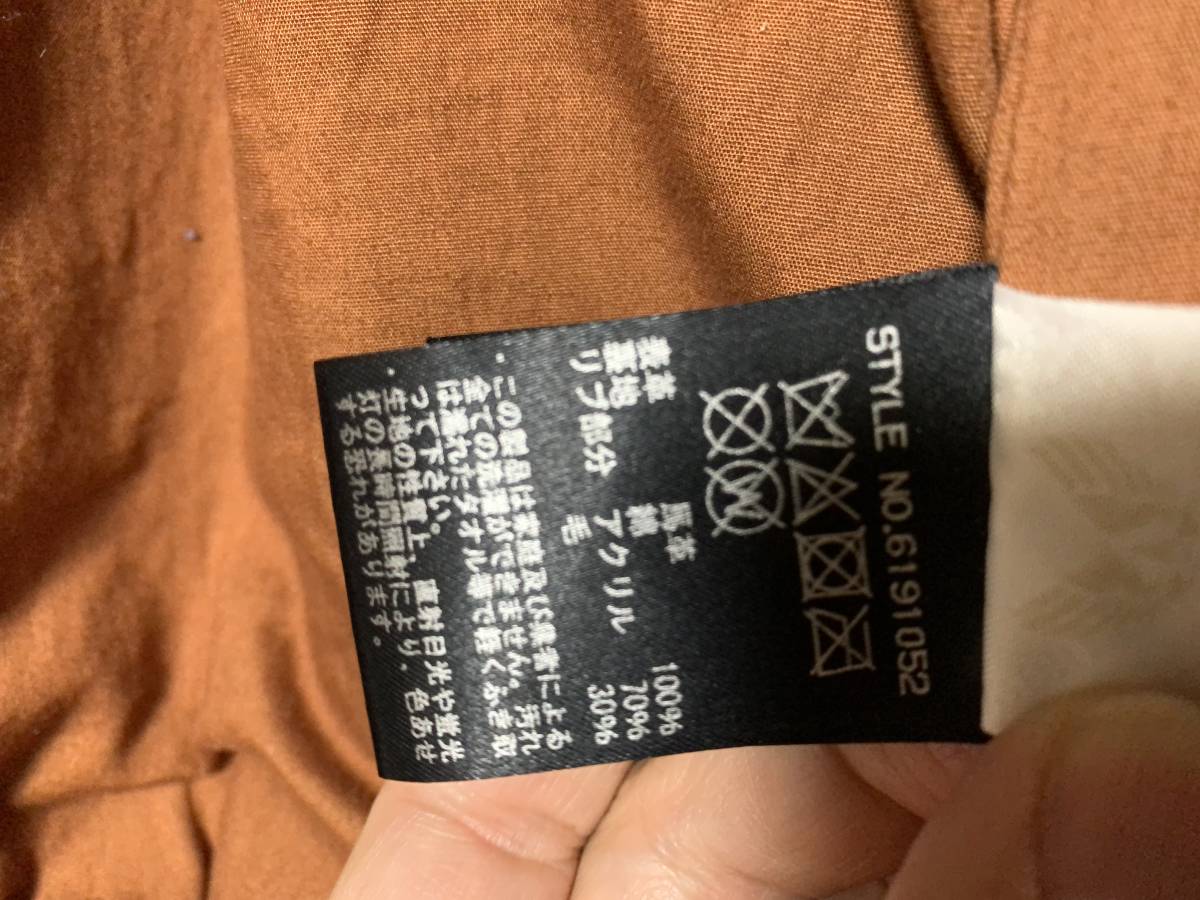 STYLE NO.6191052
表革 馬革
裏地 綿 100%
リブ部分 アクリル 70%
毛 30%
・この製品は家庭及び業者による
全ての洗濯ができません。汚れ
は濡れたタオル等で軽くふき取
って下さい。
・生地の性質上、直射日光や蛍光
灯の長時間照射により、色あせ
する恐れがあります。